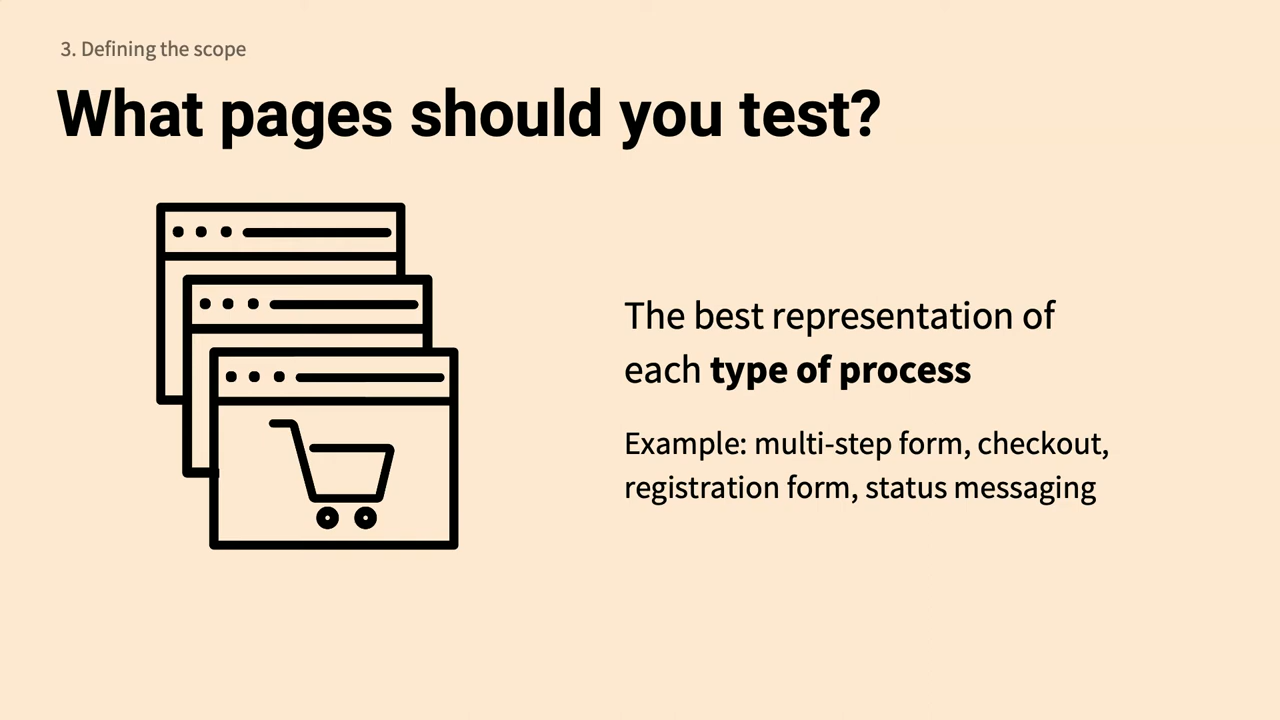 3. Defining the scope
What pages should you test?
The best representation of
each type of process
Example: multi-step form, checkout,
registration form, status messaging